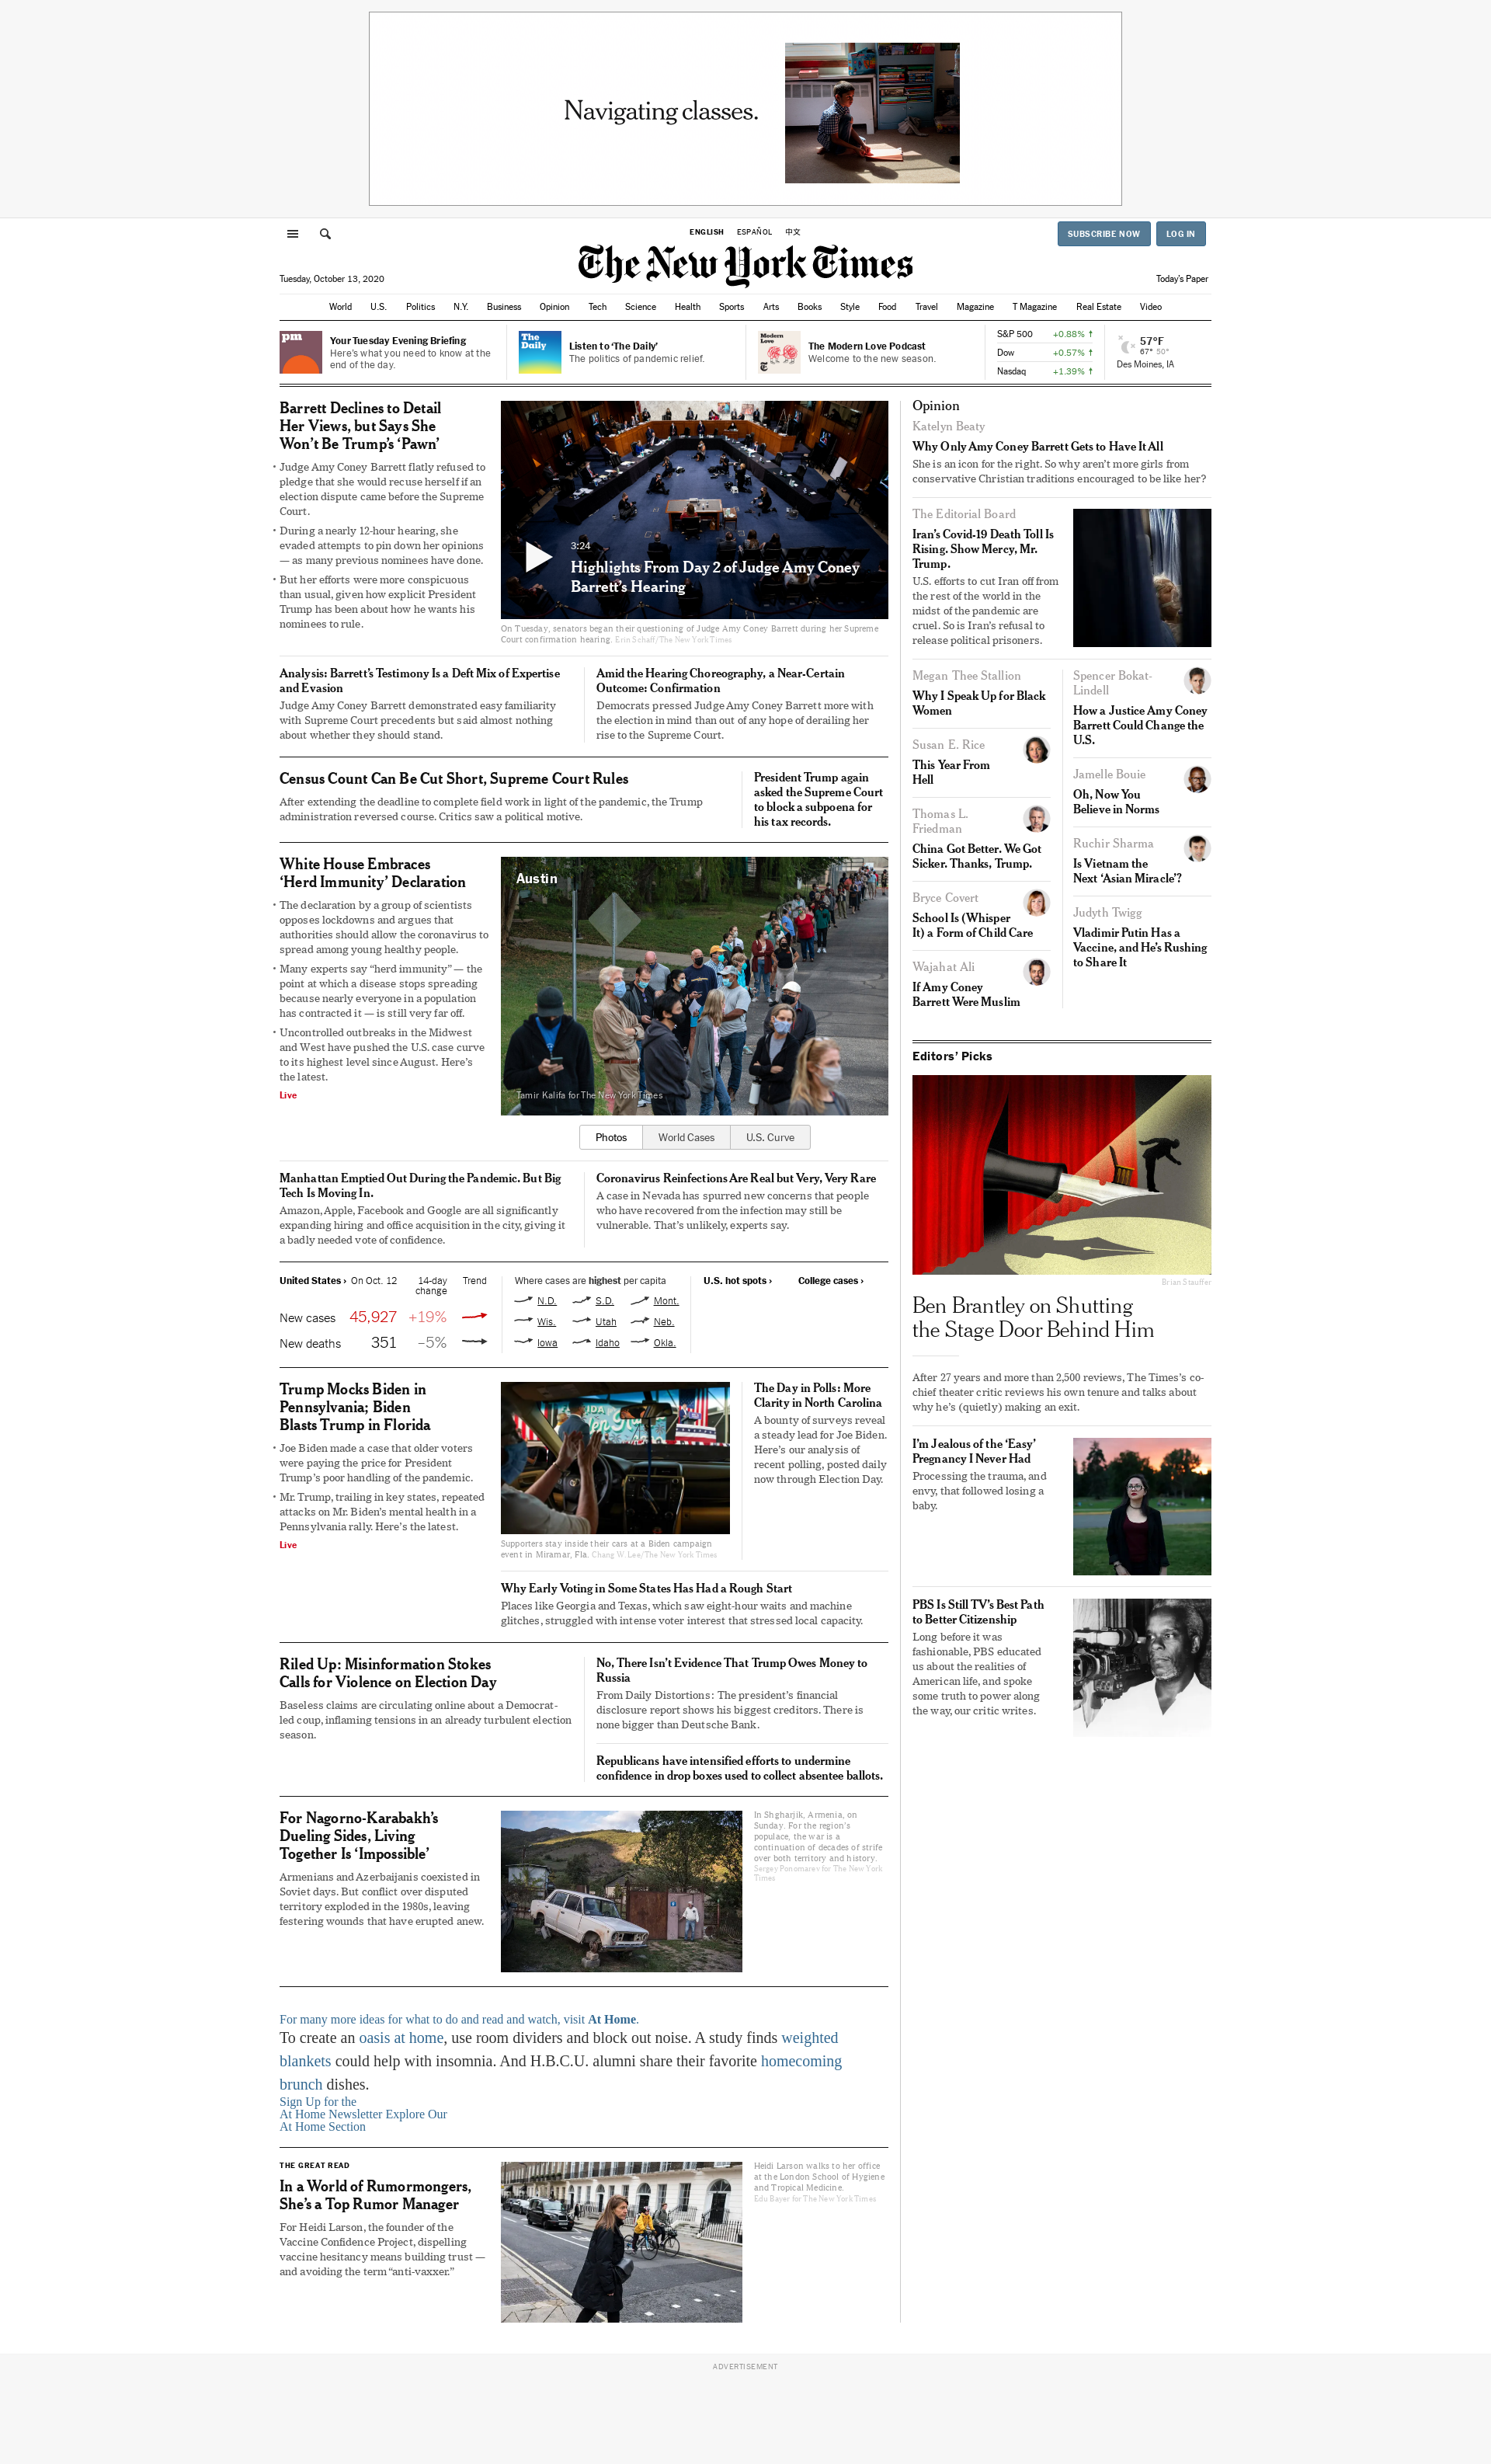 Navigating classes.
ENGLISH ESPAÑOL 中文
SUBSCRIBE NOW LOG IN
The New York Times
Tuesday, October 13, 2020
Today's Paper
World U.S. Politics N.Y. Business Opinion Tech Science Health Sports Arts Books Style Food Travel Magazine T Magazine Real Estate Video
pm
Your Tuesday Evening Briefing
Here's what you need to know at the
end of the day.
The
Daily
Listen to 'The Daily'
The politics of pandemic relief.
Modern
Love
The Modern Love Podcast
Welcome to the new season.
S&P 500 +0.88% ↑
Dow +0.57% ↑
Nasdaq +1.39% ↑
57°F
67° 50°
Des Moines, IA
Barrett Declines to Detail
Her Views, but Says She
Won't Be Trump's 'Pawn'
• Judge Amy Coney Barrett flatly refused to
pledge that she would recuse herself if an
election dispute came before the Supreme
Court.
• During a nearly 12-hour hearing, she
evaded attempts to pin down her opinions
— as many previous nominees have done.
• But her efforts were more conspicuous
than usual, given how explicit President
Trump has been about how he wants his
nominees to rule.
3:24
Highlights From Day 2 of Judge Amy Coney
Barrett's Hearing
On Tuesday, senators began their questioning of Judge Amy Coney Barrett during her Supreme
Court confirmation hearing. Erin Schaff/The New York Times
Analysis: Barrett's Testimony Is a Deft Mix of Expertise
and Evasion
Judge Amy Coney Barrett demonstrated easy familiarity
with Supreme Court precedents but said almost nothing
about whether they should stand.
Amid the Hearing Choreography, a Near-Certain
Outcome: Confirmation
Democrats pressed Judge Amy Coney Barrett more with
the election in mind than out of any hope of derailing her
rise to the Supreme Court.
Census Count Can Be Cut Short, Supreme Court Rules
After extending the deadline to complete field work in light of the pandemic, the Trump
administration reversed course. Critics saw a political motive.
President Trump again
asked the Supreme Court
to block a subpoena for
his tax records.
White House Embraces
'Herd Immunity' Declaration
• The declaration by a group of scientists
opposes lockdowns and argues that
authorities should allow the coronavirus to
spread among young healthy people.
• Many experts say "herd immunity" — the
point at which a disease stops spreading
because nearly everyone in a population
has contracted it — is still very far off.
• Uncontrolled outbreaks in the Midwest
and West have pushed the U.S. case curve
to its highest level since August. Here's
the latest.
Live
Austin
Tamir Kalifa for The New York Times
Photos World Cases U.S. Curve
Manhattan Emptied Out During the Pandemic. But Big
Tech Is Moving In.
Amazon, Apple, Facebook and Google are all significantly
expanding hiring and office acquisition in the city, giving it
a badly needed vote of confidence.
Coronavirus Reinfections Are Real but Very, Very Rare
A case in Nevada has spurred new concerns that people
who have recovered from the infection may still be
vulnerable. That's unlikely, experts say.
United States › On Oct. 12 14-day
change Trend
New cases 45,927 +19%
New deaths 351 –5%
Where cases are highest per capita
N.D. S.D. Mont.
Wis. Utah Neb.
Iowa Idaho Okla.
U.S. hot spots › College cases ›
Trump Mocks Biden in
Pennsylvania; Biden
Blasts Trump in Florida
• Joe Biden made a case that older voters
were paying the price for President
Trump's poor handling of the pandemic.
• Mr. Trump, trailing in key states, repeated
attacks on Mr. Biden's mental health in a
Pennsylvania rally. Here's the latest.
Live
Supporters stay inside their cars at a Biden campaign
event in Miramar, Fla. Chang W. Lee/The New York Times
The Day in Polls: More
Clarity in North Carolina
A bounty of surveys reveal
a steady lead for Joe Biden.
Here's our analysis of
recent polling, posted daily
now through Election Day.
Why Early Voting in Some States Has Had a Rough Start
Places like Georgia and Texas, which saw eight-hour waits and machine
glitches, struggled with intense voter interest that stressed local capacity.
Riled Up: Misinformation Stokes
Calls for Violence on Election Day
Baseless claims are circulating online about a Democrat-
led coup, inflaming tensions in an already turbulent election
season.
No, There Isn't Evidence That Trump Owes Money to
Russia
From Daily Distortions: The president's financial
disclosure report shows his biggest creditors. There is
none bigger than Deutsche Bank.
Republicans have intensified efforts to undermine
confidence in drop boxes used to collect absentee ballots.
For Nagorno-Karabakh's
Dueling Sides, Living
Together Is 'Impossible'
Armenians and Azerbaijanis coexisted in
Soviet days. But conflict over disputed
territory exploded in the 1980s, leaving
festering wounds that have erupted anew.
In Shgharjik, Armenia, on
Sunday. For the region's
populace, the war is a
continuation of decades of strife
over both territory and history.
Sergey Ponomarev for The New York
Times
For many more ideas for what to do and read and watch, visit At Home.
To create an oasis at home, use room dividers and block out noise. A study finds weighted
blankets could help with insomnia. And H.B.C.U. alumni share their favorite homecoming
brunch dishes.
Sign Up for the
At Home Newsletter Explore Our
At Home Section
THE GREAT READ
In a World of Rumormongers,
She's a Top Rumor Manager
For Heidi Larson, the founder of the
Vaccine Confidence Project, dispelling
vaccine hesitancy means building trust —
and avoiding the term "anti-vaxxer."
Heidi Larson walks to her office
at the London School of Hygiene
and Tropical Medicine.
Edu Bayer for The New York Times
Opinion
Katelyn Beaty
Why Only Amy Coney Barrett Gets to Have It All
She is an icon for the right. So why aren't more girls from
conservative Christian traditions encouraged to be like her?
The Editorial Board
Iran's Covid-19 Death Toll Is
Rising. Show Mercy, Mr.
Trump.
U.S. efforts to cut Iran off from
the rest of the world in the
midst of the pandemic are
cruel. So is Iran's refusal to
release political prisoners.
Megan Thee Stallion
Why I Speak Up for Black
Women
Susan E. Rice
This Year From
Hell
Thomas L.
Friedman
China Got Better. We Got
Sicker. Thanks, Trump.
Bryce Covert
School Is (Whisper
It) a Form of Child Care
Wajahat Ali
If Amy Coney
Barrett Were Muslim
Spencer Bokat-
Lindell
How a Justice Amy Coney
Barrett Could Change the
U.S.
Jamelle Bouie
Oh, Now You
Believe in Norms
Ruchir Sharma
Is Vietnam the
Next 'Asian Miracle'?
Judyth Twigg
Vladimir Putin Has a
Vaccine, and He's Rushing
to Share It
Editors' Picks
Brian Stauffer
Ben Brantley on Shutting
the Stage Door Behind Him
After 27 years and more than 2,500 reviews, The Times's co-
chief theater critic reviews his own tenure and talks about
why he's (quietly) making an exit.
I'm Jealous of the 'Easy'
Pregnancy I Never Had
Processing the trauma, and
envy, that followed losing a
baby.
PBS Is Still TV's Best Path
to Better Citizenship
Long before it was
fashionable, PBS educated
us about the realities of
American life, and spoke
some truth to power along
the way, our critic writes.
ADVERTISEMENT